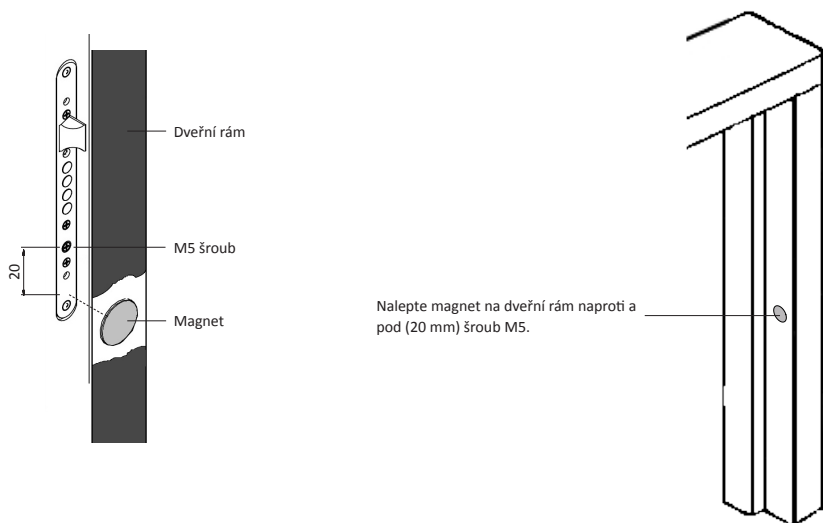 Dveřní rám
M5 šroub
20
Magnet
Nalepte magnet na dveřní rám naproti a
pod (20 mm) šroub M5.